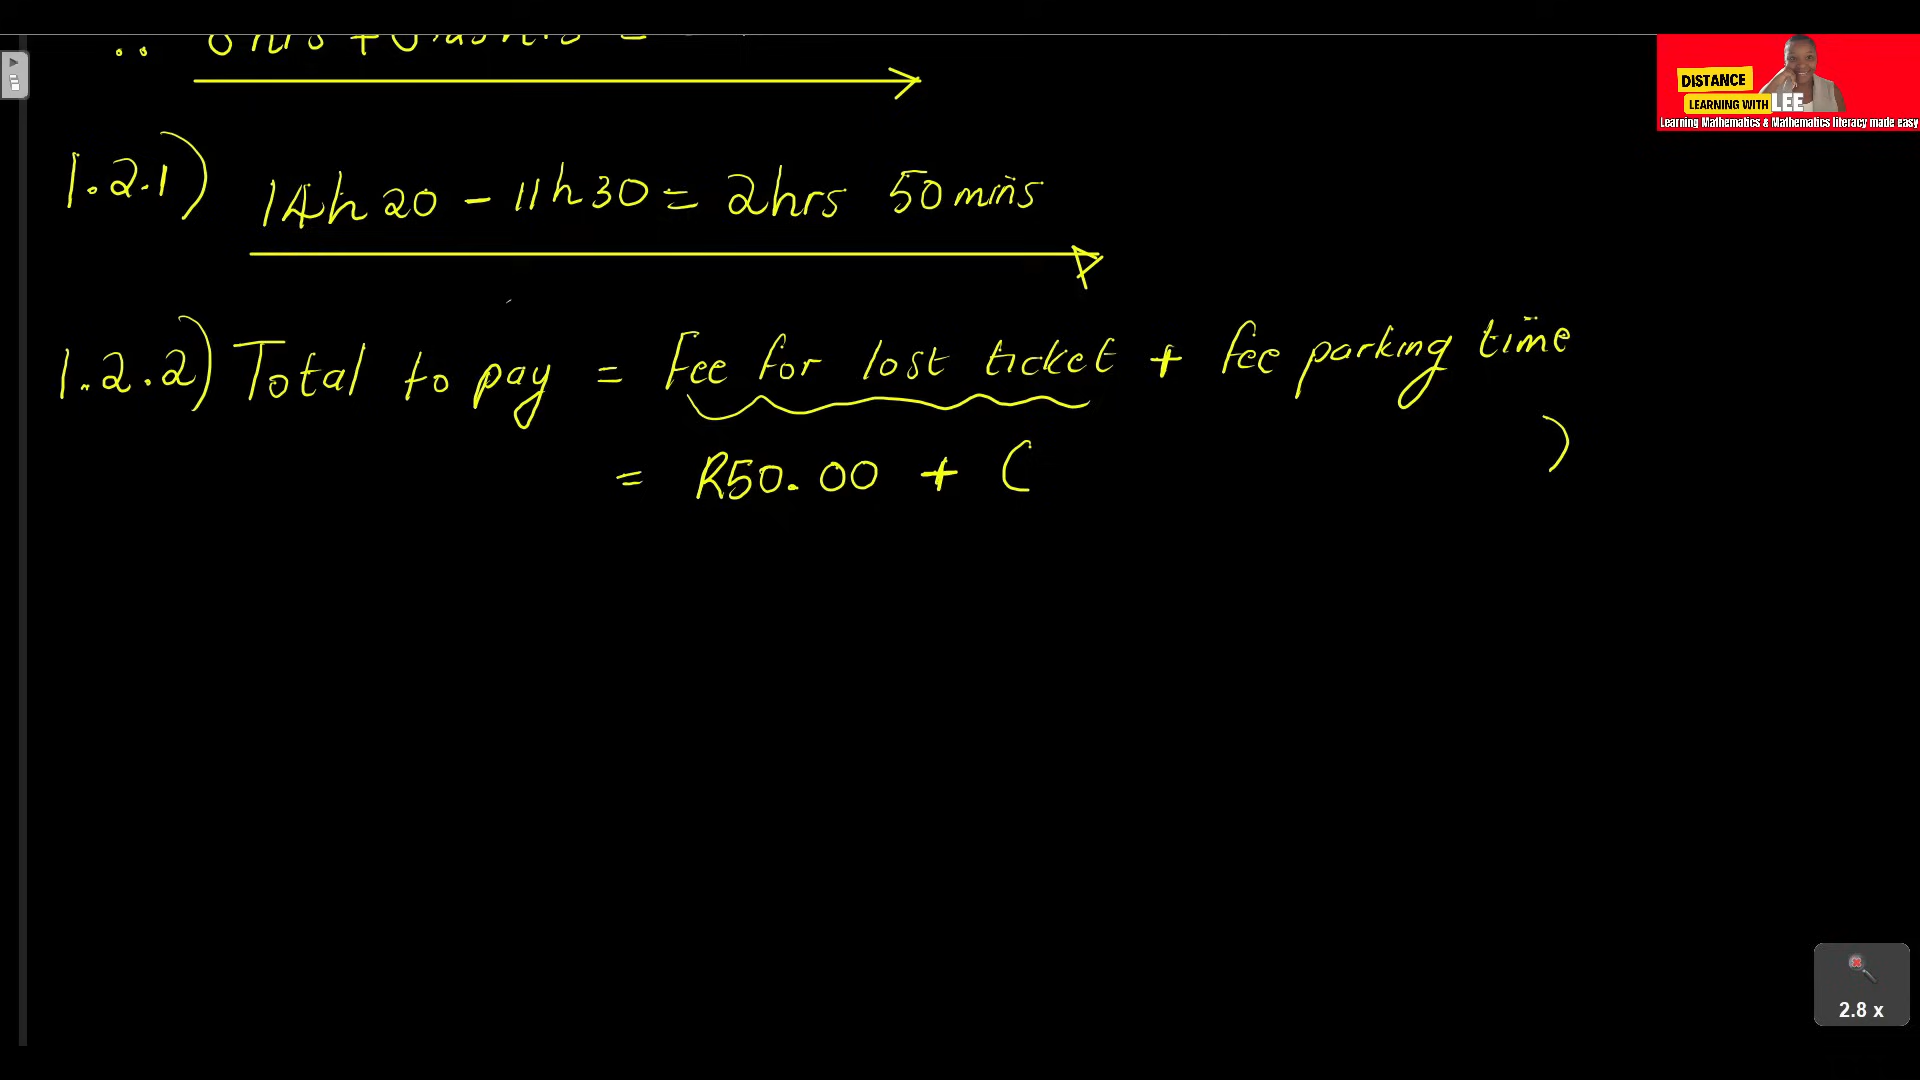 DISTANCE
LEARNING WITH LEE
Learning Mathematics & Mathematics literacy made easy
1.2.1) 14h20 - 11h30 = 2hrs 50mins
1.2.2) Total to pay = Fee for lost ticket + fee parking time
= R50.00 + ( )
2.8 x